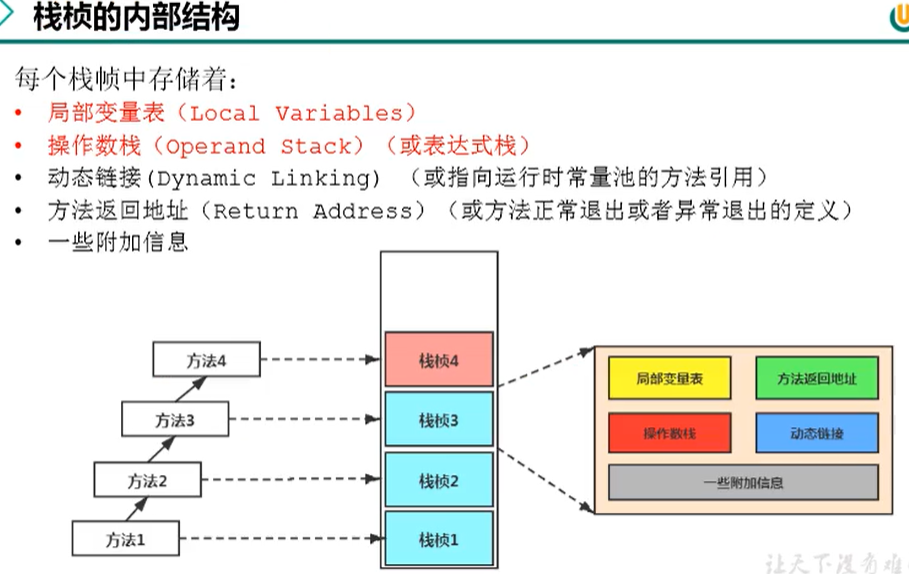 栈桢的内部结构
每个栈帧中存储着:
• 局部变量表(Local Variables)
• 操作数栈(Operand Stack)(或表达式栈)
• 动态链接(Dynamic Linking) (或指向运行时常量池的方法引用)
• 方法返回地址(Return Address)(或方法正常退出或者异常退出的定义)
• 一些附加信息
方法4
栈桢4
局部变量表
方法返回地址
方法3
栈桢3
操作数栈
动态链接
方法2
栈桢2
一些附加信息
方法1
栈桢1
让天下没有难